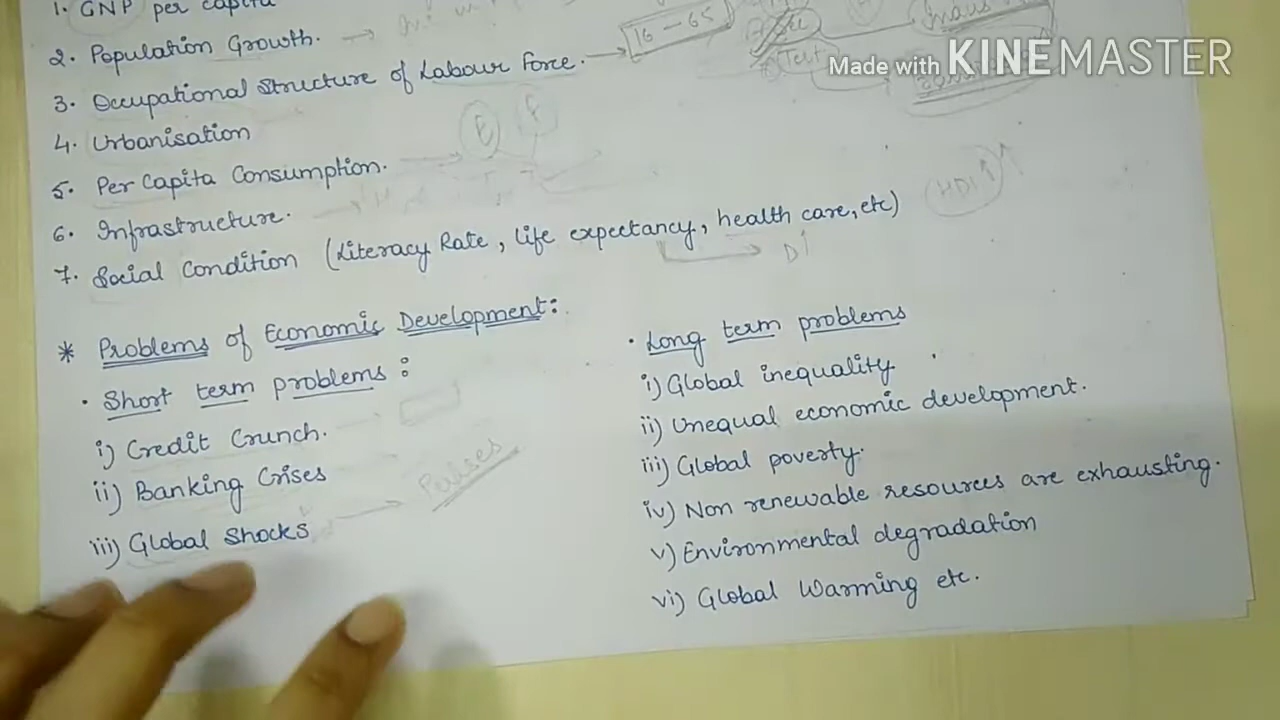 1. GNP per capita
2. Population Growth.
3. Occupational structure of Labour Force. → 16-65
4. Urbanisation
5. Per Capita Consumption.
6. Infrastructure.
7. Social Condition (Literacy Rate, life expectancy, health care, etc)
HDI ↑ ↑
D↑
Made with KINEMASTER
* Problems of Economic Development:
· Short term problems:
i) Credit Crunch.
ii) Banking Crises
iii) Global Shocks
· Long term problems
i) Global inequality
ii) Unequal economic development.
iii) Global poverty.
iv) Non renewable resources are exhausting.
v) Environmental degradation
vi) Global Warming etc.